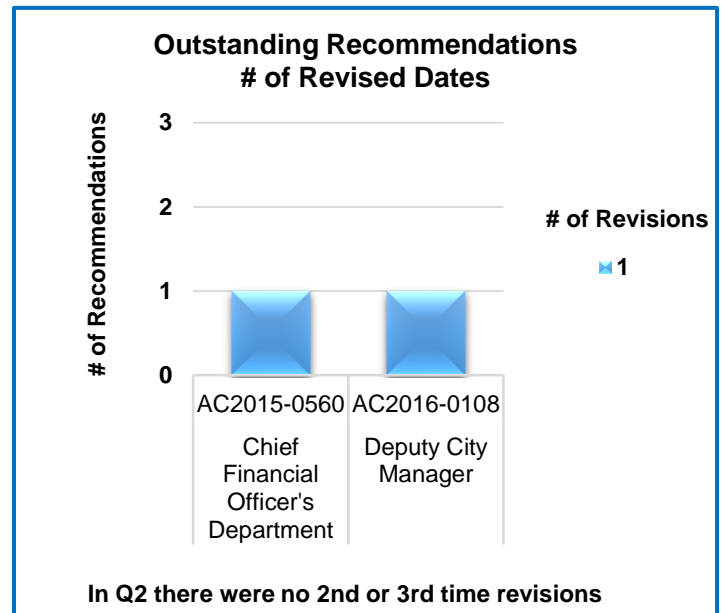 Outstanding Recommendations
# of Revised Dates
# of Recommendations
3
2
1
0
# of Revisions
1
AC2015-0560
AC2016-0108
Chief
Financial
Officer's
Department
Deputy City
Manager
In Q2 there were no 2nd or 3rd time revisions